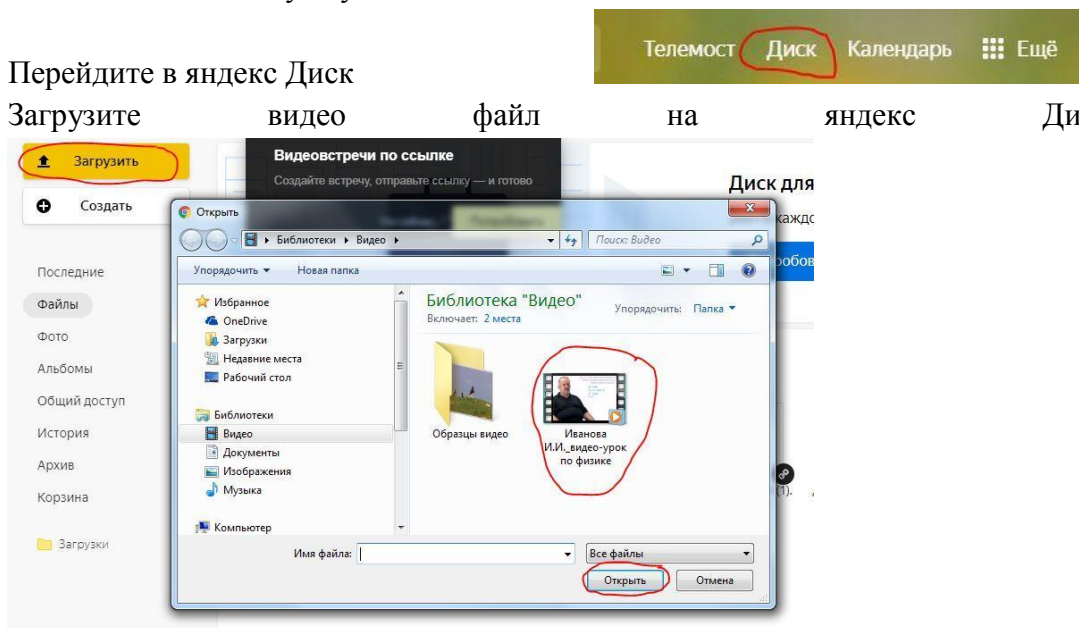 Телемост Диск Календарь Ещё
Перейдите в яндекс Диск
Загрузите видео файл на яндекс
Загрузить
Видеовстречи по ссылке
Создайте встречу, отправьте ссылку — и готово
Диск для
Создать
Открыть
Библиотеки Видео
Поиск: Видео
Упорядочить Новая папка
Последние
Файлы
Фото
Альбомы
Общий доступ
История
Архив
Корзина
Загрузки
Избранное
OneDrive
Загрузки
Недавние места
Рабочий стол
Библиотеки
Видео
Документы
Изображения
Музыка
Компьютер
Библиотека "Видео"
Включает: 2 места
Упорядочить: Папка
Образцы видео
Иванова
И.И._видео-урок
по физике
(1).
Имя файла:
Все файлы
Открыть Отмена